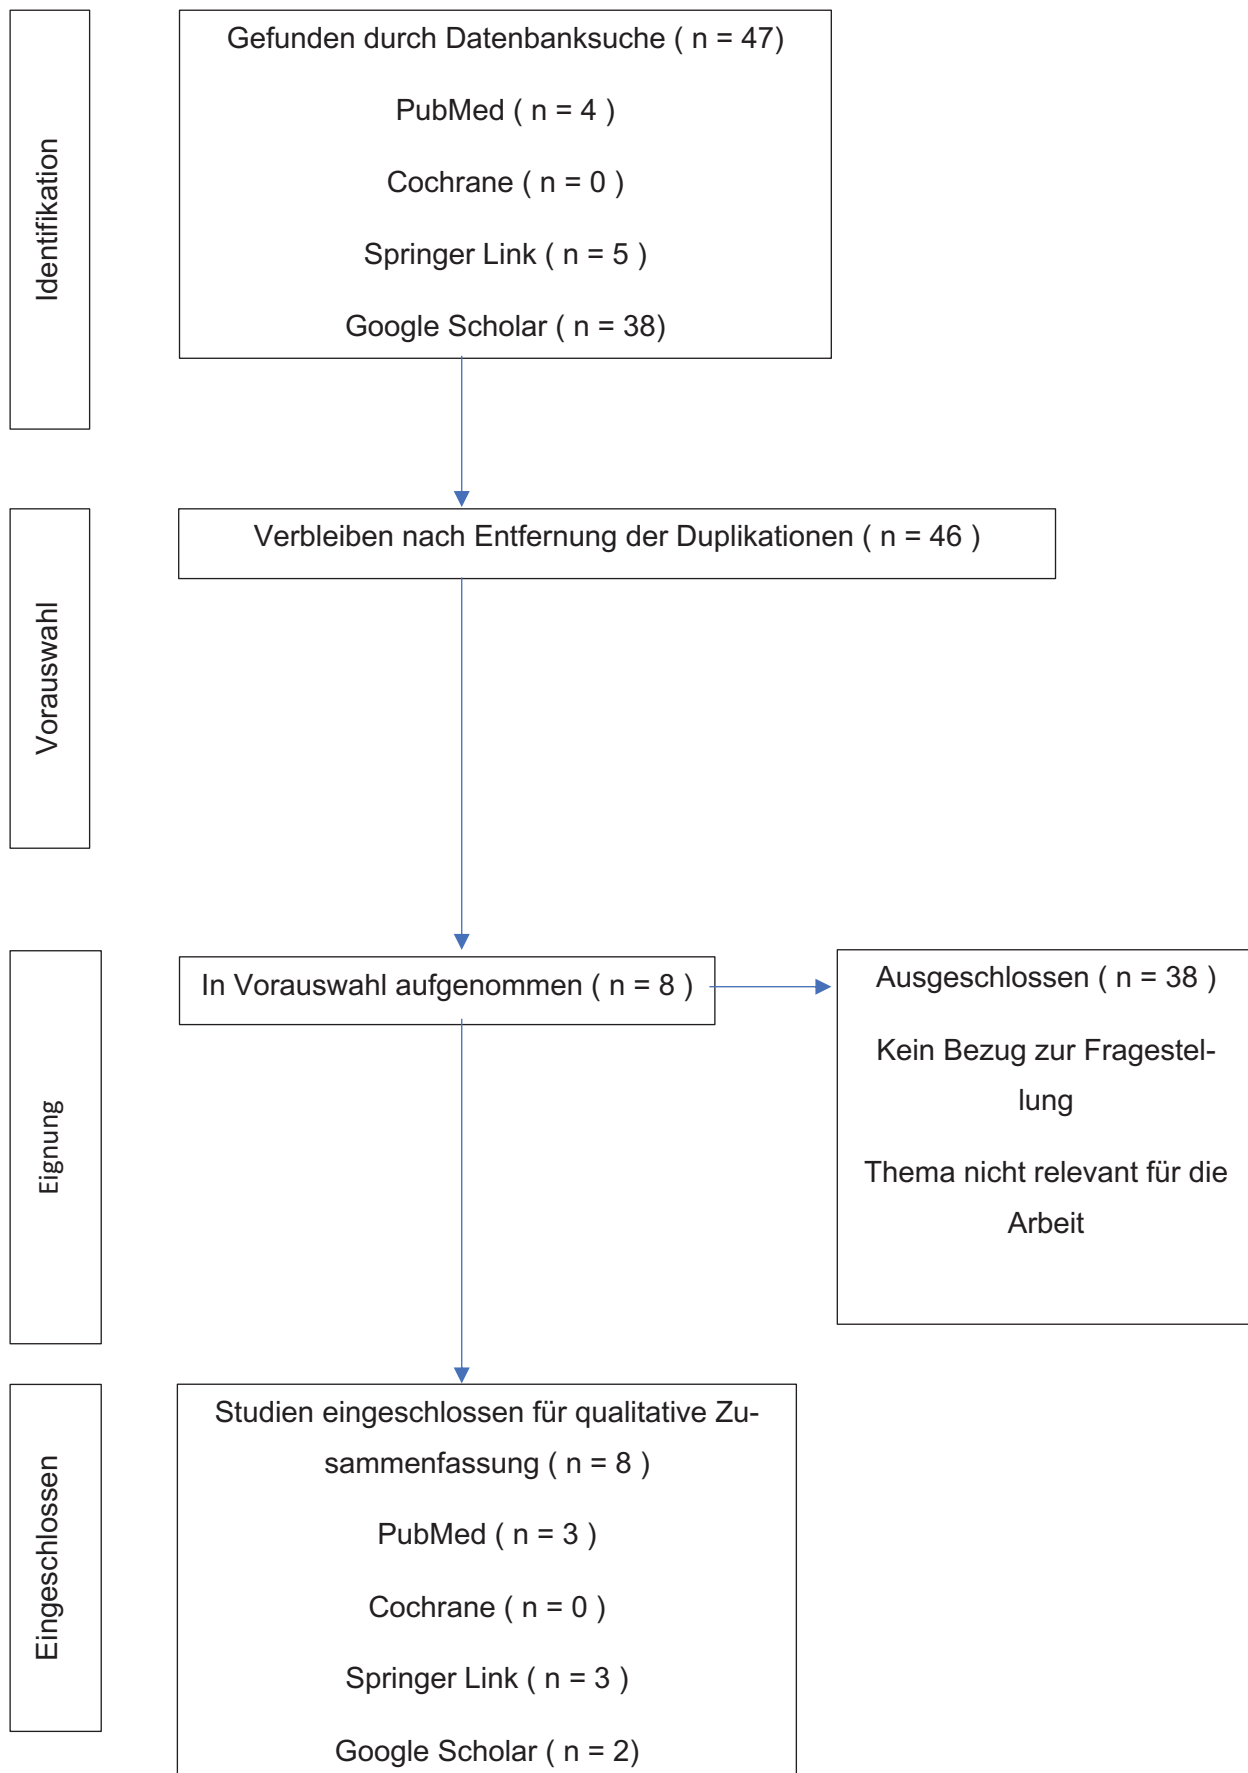 Identifikation
Gefunden durch Datenbanksuche ( n = 47)
PubMed ( n = 4 )
Cochrane ( n = 0 )
Springer Link ( n = 5 )
Google Scholar ( n = 38)
Vorauswahl
Verbleiben nach Entfernung der Duplikationen ( n = 46 )
Eignung
In Vorauswahl aufgenommen ( n = 8 )
Ausgeschlossen ( n = 38 )
Kein Bezug zur Fragestel-
lung
Thema nicht relevant für die
Arbeit
Eingeschlossen
Studien eingeschlossen für qualitative Zu-
sammenfassung ( n = 8 )
PubMed ( n = 3 )
Cochrane ( n = 0 )
Springer Link ( n = 3 )
Google Scholar ( n = 2)